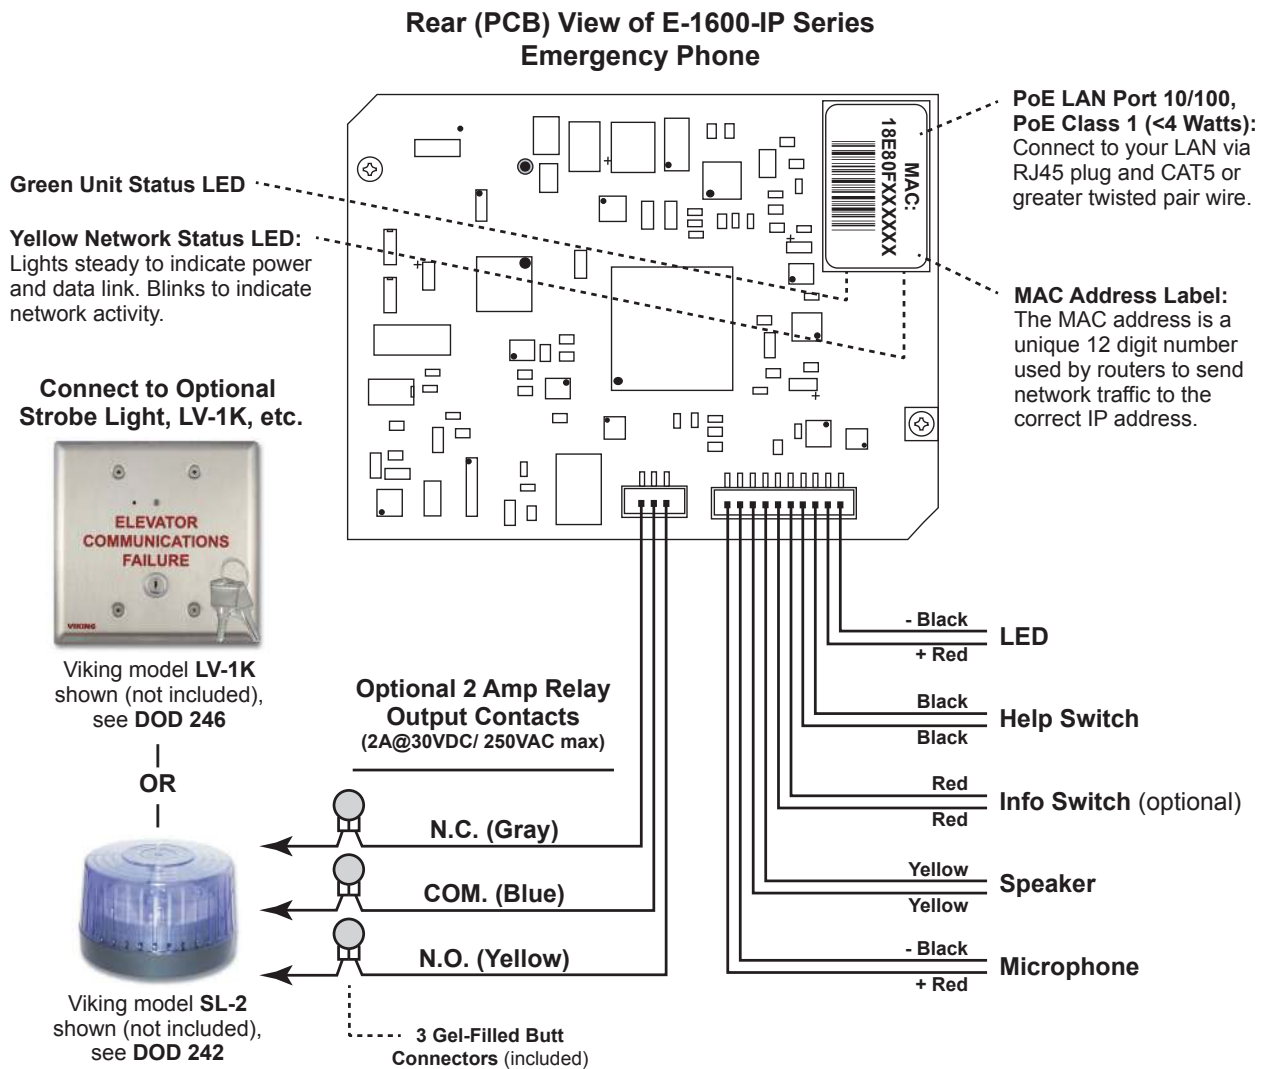 Rear (PCB) View of E-1600-IP Series
Emergency Phone
PoE LAN Port 10/100,
PoE Class 1 (<4 Watts):
Connect to your LAN via
RJ45 plug and CAT5 or
greater twisted pair wire.
MAC:
18E80FXXXXXX
Green Unit Status LED
Yellow Network Status LED:
Lights steady to indicate power
and data link. Blinks to indicate
network activity.
MAC Address Label:
The MAC address is a
unique 12 digit number
used by routers to send
network traffic to the
correct IP address.
Connect to Optional
Strobe Light, LV-1K, etc.
ELEVATOR
COMMUNICATIONS
FAILURE
VIKING
Viking model LV-1K
shown (not included),
see DOD 246
OR
Viking model SL-2
shown (not included),
see DOD 242
Optional 2 Amp Relay
Output Contacts
(2A@30VDC/ 250VAC max)
N.C. (Gray)
COM. (Blue)
N.O. (Yellow)
3 Gel-Filled Butt
Connectors (included)
- Black
+ Red
LED
Black
Black
Help Switch
Red
Red
Info Switch (optional)
Yellow
Yellow
Speaker
- Black
+ Red
Microphone